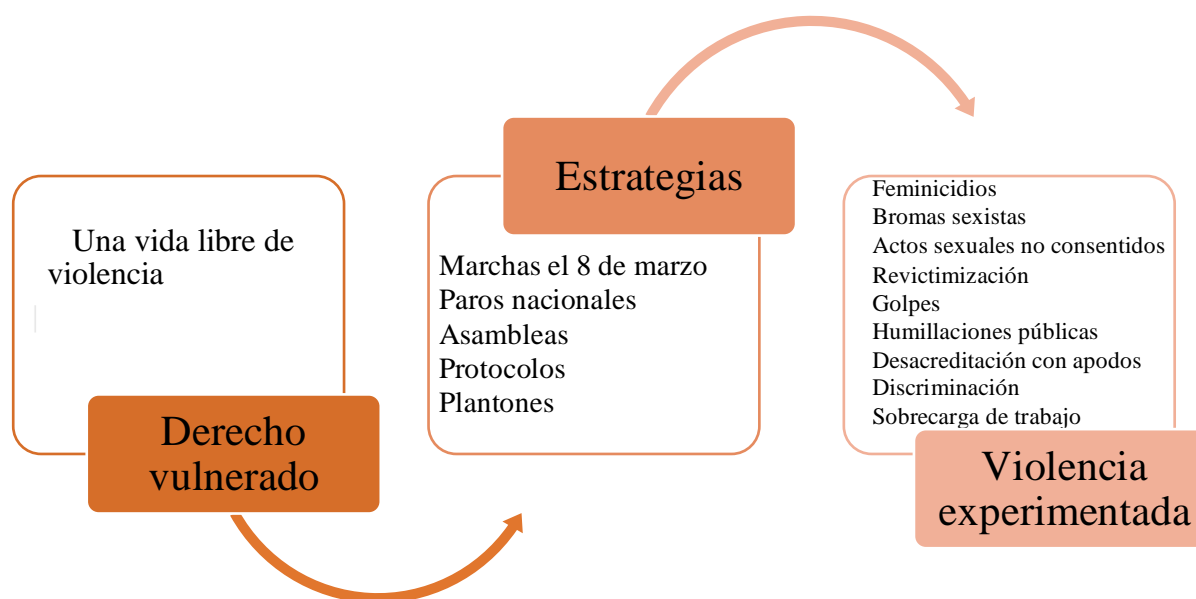 Una vida libre de
violencia
Derecho
vulnerado
Estrategias
Marchas el 8 de marzo
Paros nacionales
Asambleas
Protocolos
Plantones
Feminicidios
Bromas sexistas
Actos sexuales no consentidos
Revictimización
Golpes
Humillaciones públicas
Desacreditación con apodos
Discriminación
Sobrecarga de trabajo
Violencia
experimentada